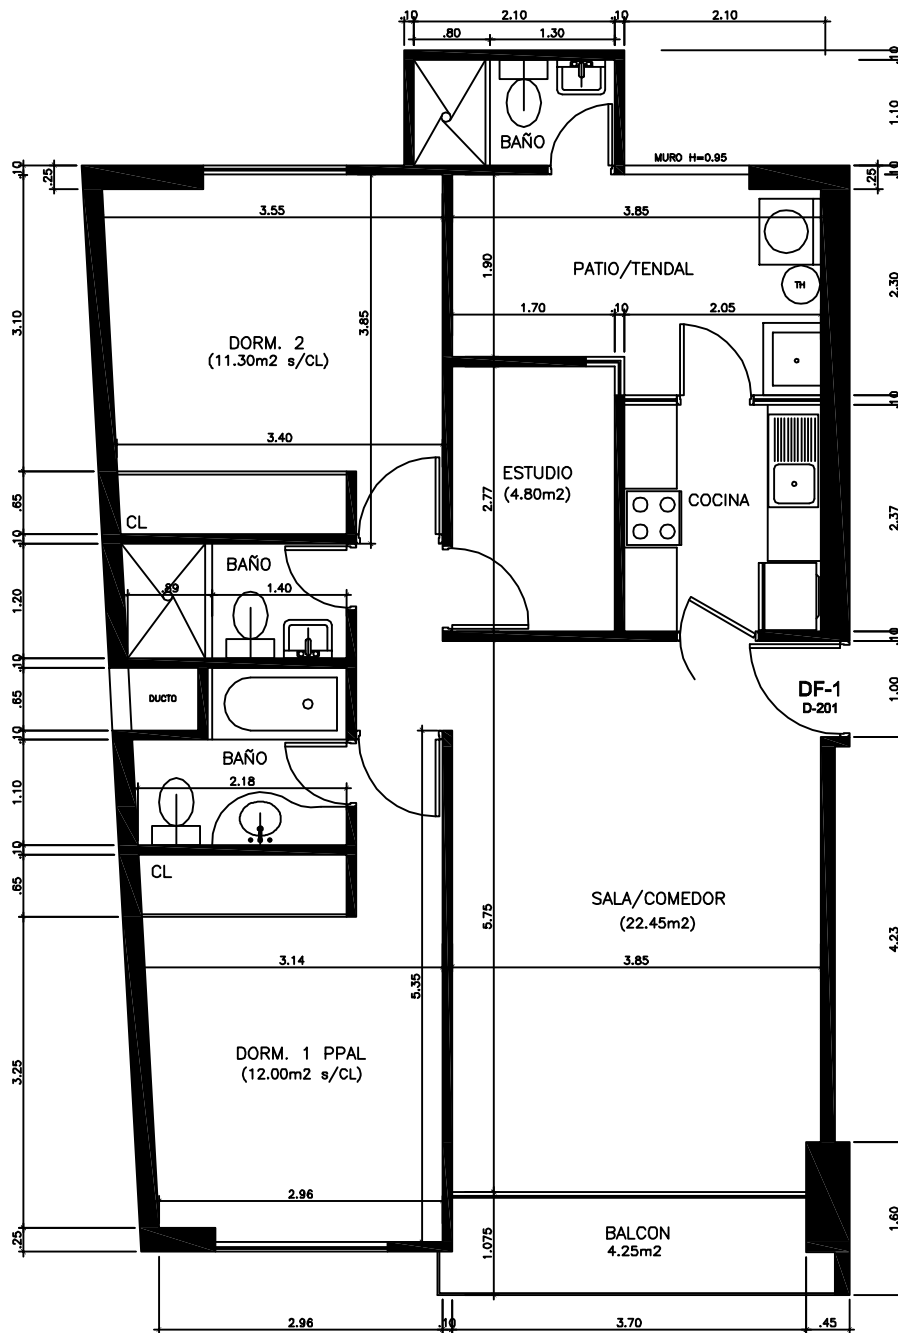 .10 2.10 .10 2.10
.80 1.30
.10
1.10
BAÑO
MURO H=0.95
.10
.25
.10
.25
3.55
3.85
1.90
PATIO/TENDAL
TH
2.30
3.10
3.85
1.70 .10 2.05
DORM. 2
(11.30m2 s/CL)
.10
3.40
ESTUDIO
(4.80m2)
2.77
COCINA
.65
CL
2.37
.10
BAÑO
.89 1.40
1.20
.10
.10
DUCTO
.65
DF-1
D-201
1.00
.10
BAÑO
2.18
1.10
.10
CL
.65
SALA/COMEDOR
(22.45m2)
5.75
4.23
3.14
3.85
5.35
DORM. 1 PPAL
(12.00m2 s/CL)
3.25
2.96
.25
1.075
BALCON
4.25m2
1.60
2.96 .10 3.70 .45